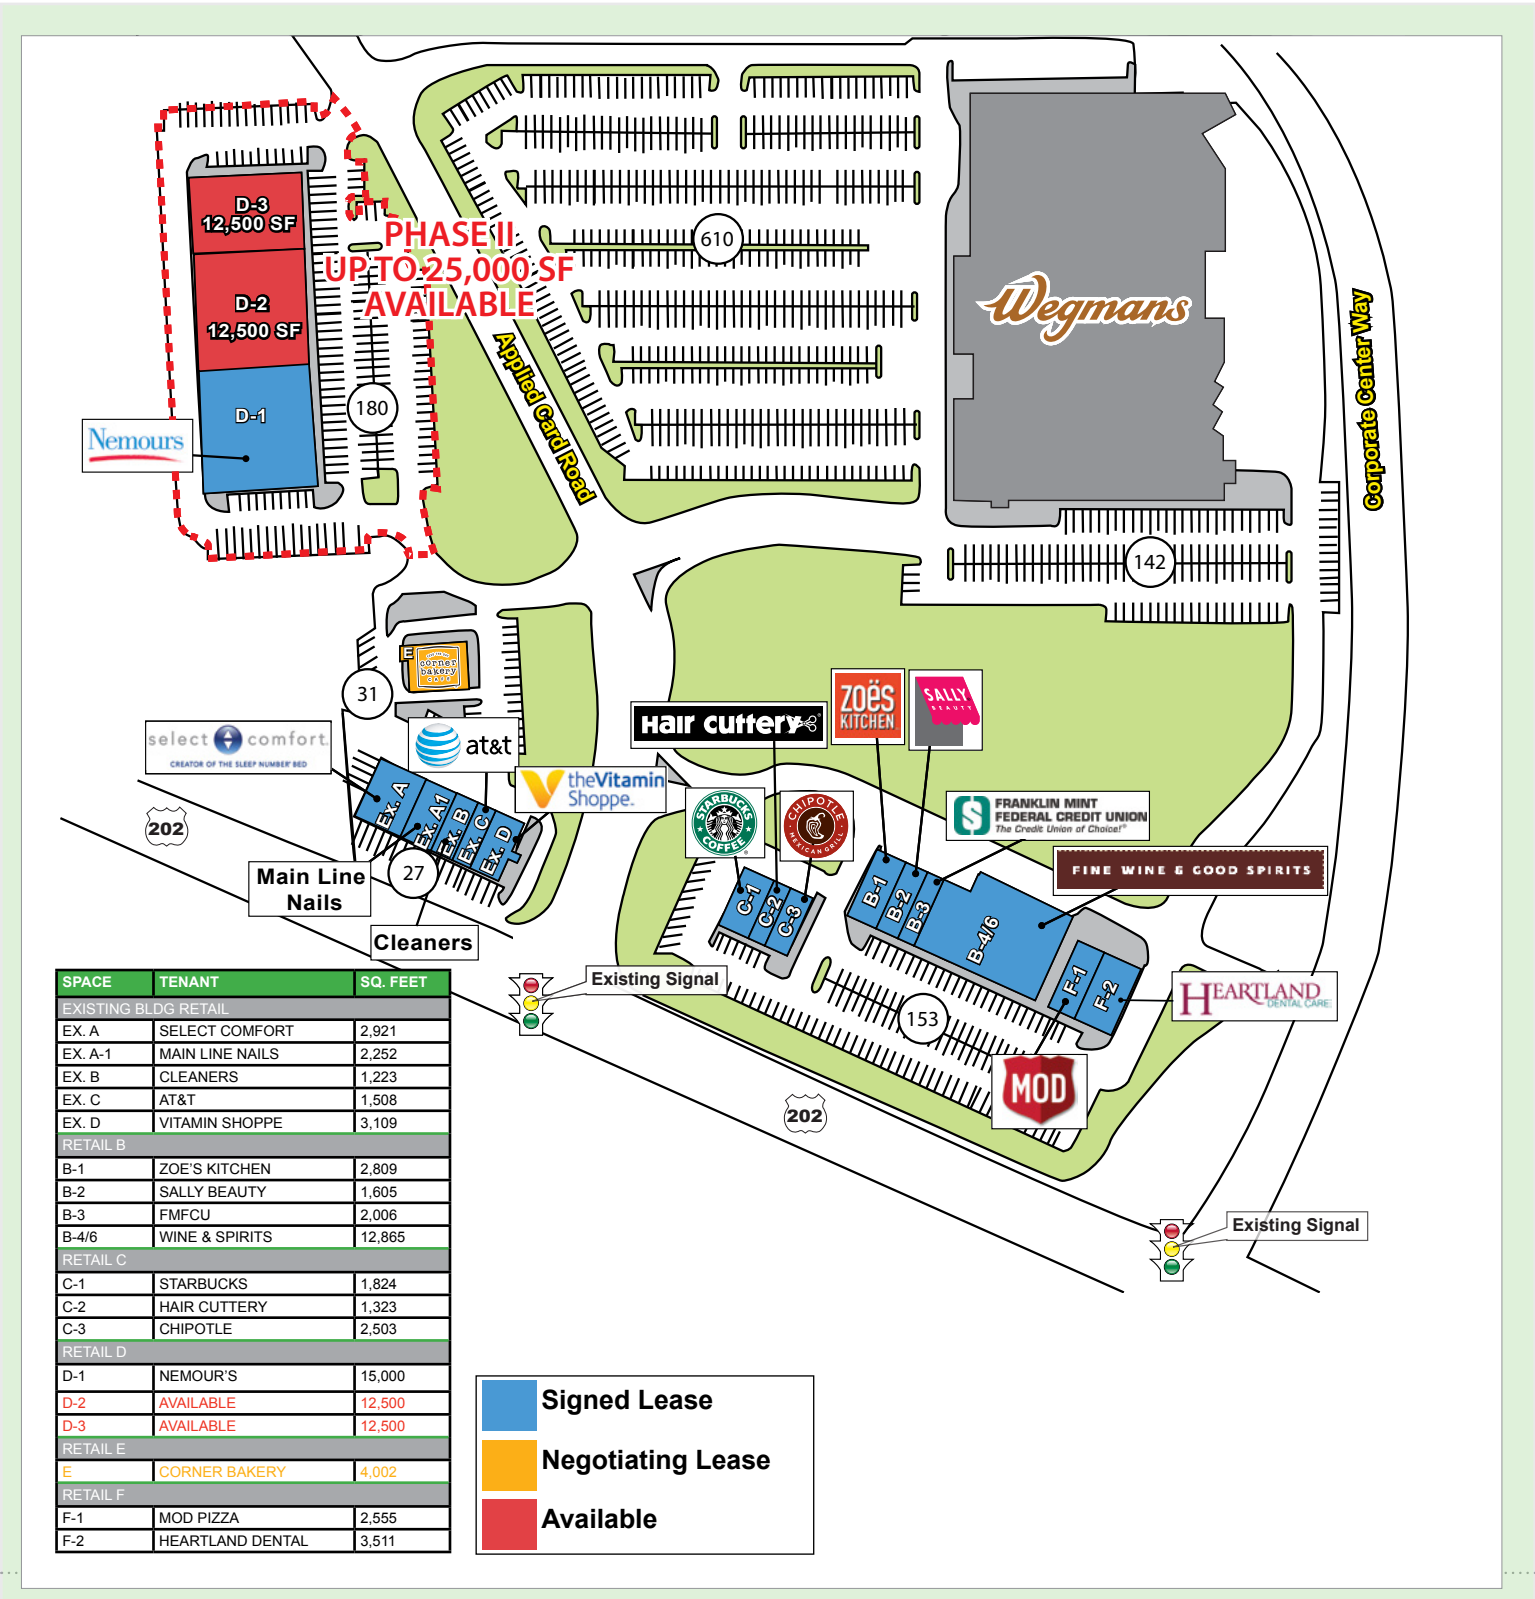 D-3
12,500 SF
D-2
12,500 SF
D-1
PHASE II
UP TO 25,000 SF
AVAILABLE
610
180
Wegmans
Applied Card Road
Corporate Center Way
Nemours
142
E
corner
bakery
CAFE
31
select comfort
CREATOR OF THE SLEEP NUMBER® BED
at&t
theVitamin
Shoppe.
HAIR CUTTERY
ZOËS
KITCHEN
SALLY
BEAUTY
STARBUCKS
COFFEE
CHIPOTLE
MEXICAN GRILL
FRANKLIN MINT
FEDERAL CREDIT UNION
The Credit Union of Choice!®
FINE WINE & GOOD SPIRITS
202
EX. A
EX. A1
EX. B
EX. C
EX. D
27
Main Line
Nails
Cleaners
C-1
C-2
C-3
B-1
B-2
B-3
B-4/6
F-1
F-2
HEARTLAND
DENTAL CARE
Existing Signal
153
MOD
202
Existing Signal
SPACE TENANT SQ. FEET
EXISTING BLDG RETAIL
EX. A SELECT COMFORT 2,921
EX. A-1 MAIN LINE NAILS 2,252
EX. B CLEANERS 1,223
EX. C AT&T 1,508
EX. D VITAMIN SHOPPE 3,109
RETAIL B
B-1 ZOE'S KITCHEN 2,809
B-2 SALLY BEAUTY 1,605
B-3 FMFCU 2,006
B-4/6 WINE & SPIRITS 12,865
RETAIL C
C-1 STARBUCKS 1,824
C-2 HAIR CUTTERY 1,323
C-3 CHIPOTLE 2,503
RETAIL D
D-1 NEMOUR'S 15,000
D-2 AVAILABLE 12,500
D-3 AVAILABLE 12,500
RETAIL E
E CORNER BAKERY 4,002
RETAIL F
F-1 MOD PIZZA 2,555
F-2 HEARTLAND DENTAL 3,511
Signed Lease
Negotiating Lease
Available